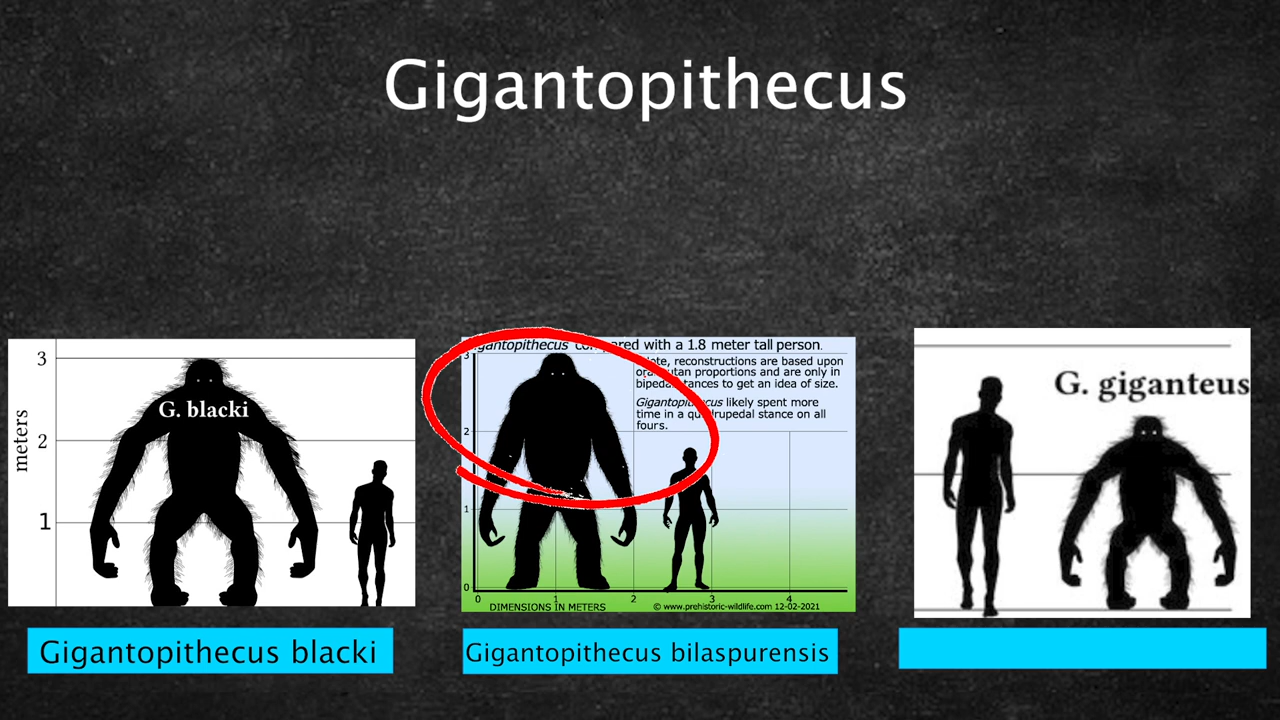 Gigantopithecus
3
meters
G. blacki
2
1
compared with a 1.8 meter tall person.
reconstructions are based upon
proportions and are only in
to get an idea of size.
Gigantopithecus likely spent more
time in a quadrupedal stance on all
fours.
3
2
1
0
0 1 2 3 4
DIMENSIONS IN METERS © www.prehistoric-wildlife.com 12-02-2021
G. giganteus
Gigantopithecus blacki
Gigantopithecus bilaspurensis